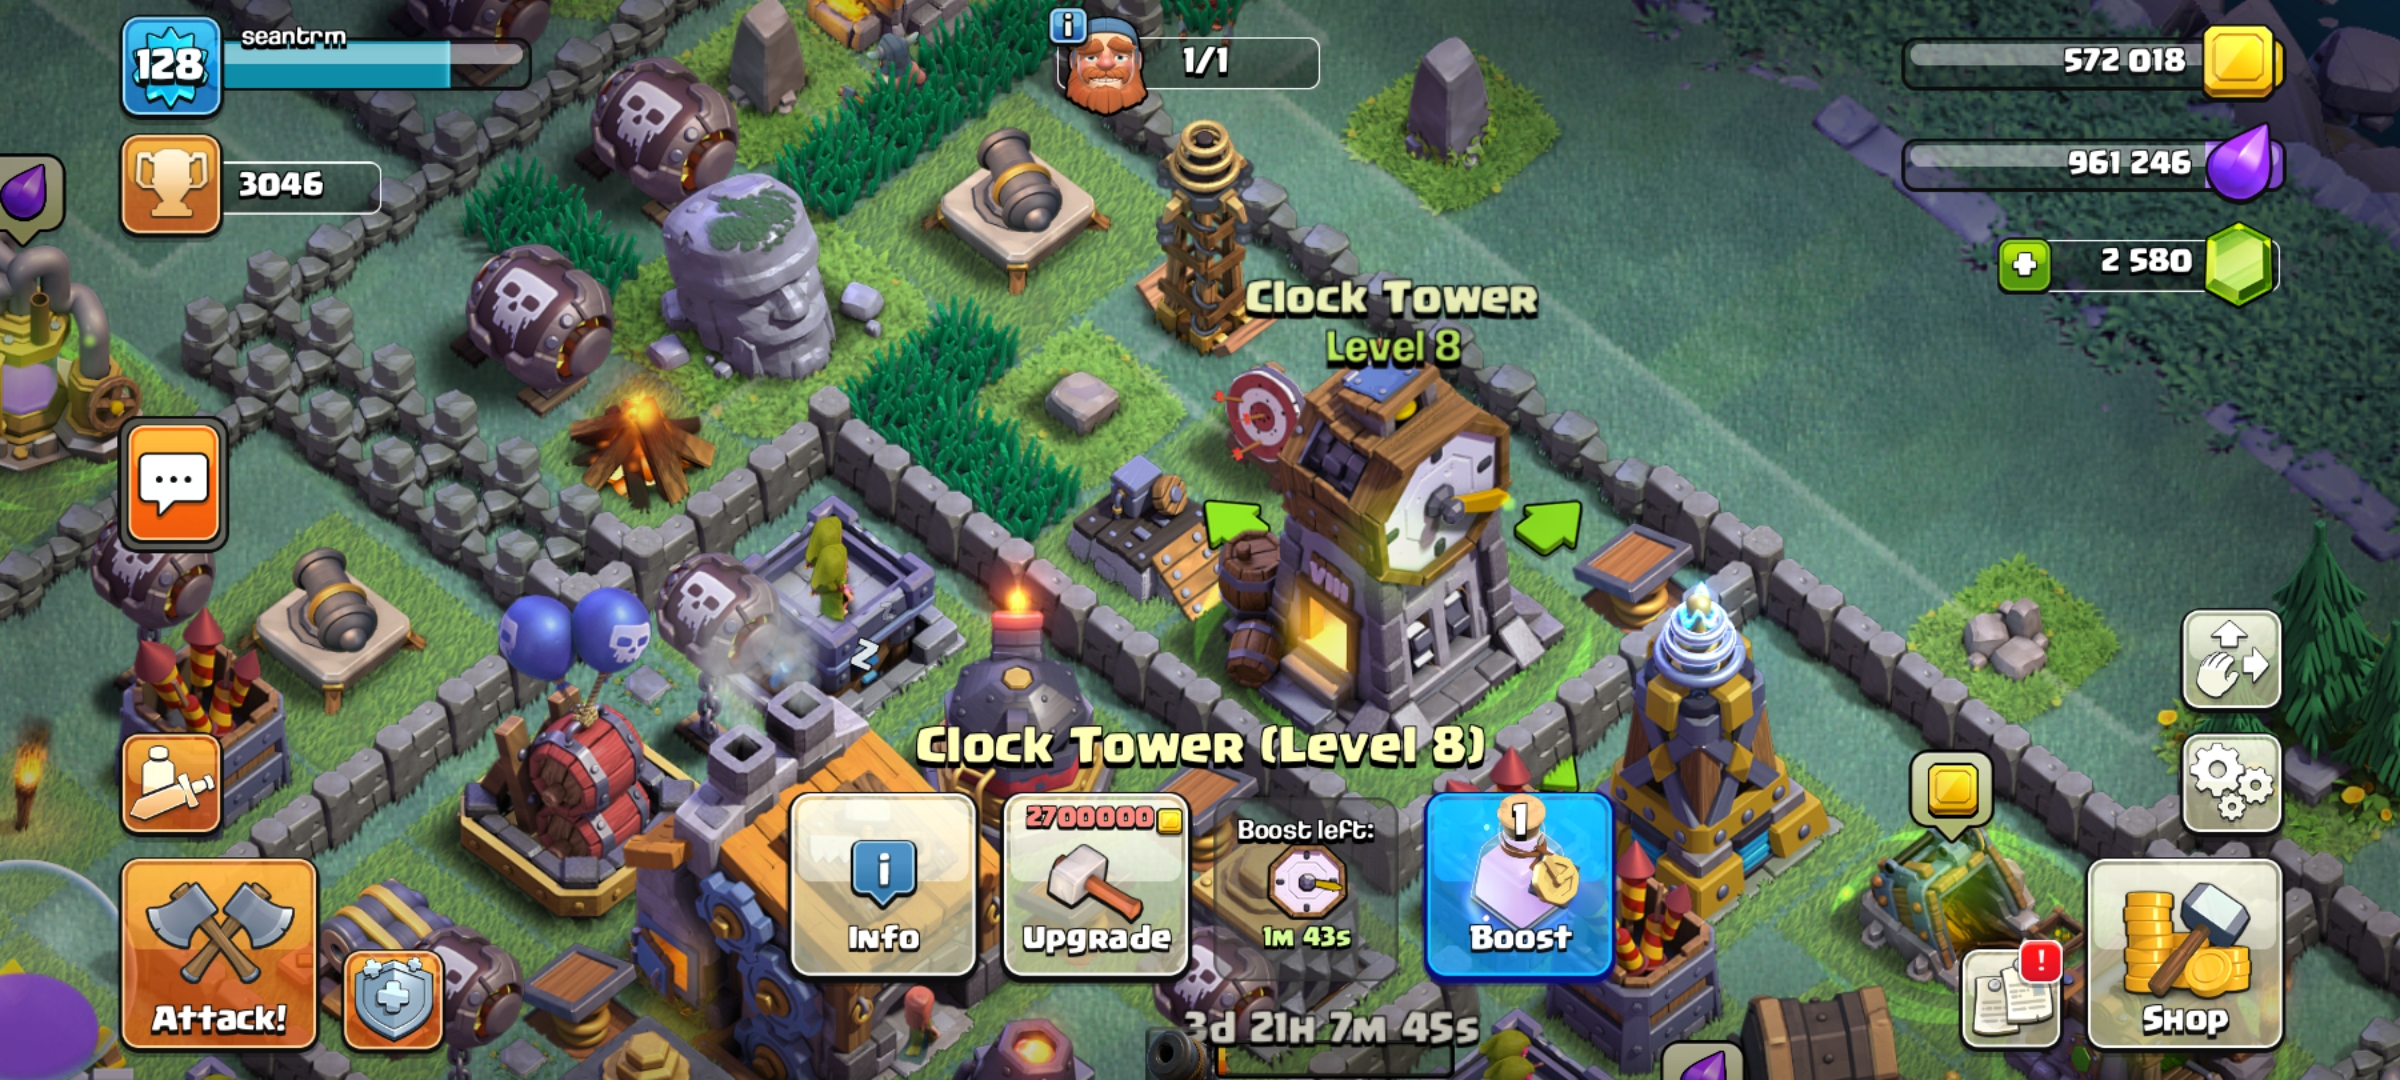 seantrm
128
1/1
572 018
3046
961 246
2 580
Clock Tower
Level 8
VIII
z
Z
Clock Tower (Level 8)
2700000
Boost left:
1
Info
Upgrade
1m 43s
Boost
!
Attack!
3d 21h 7m 45s
Shop